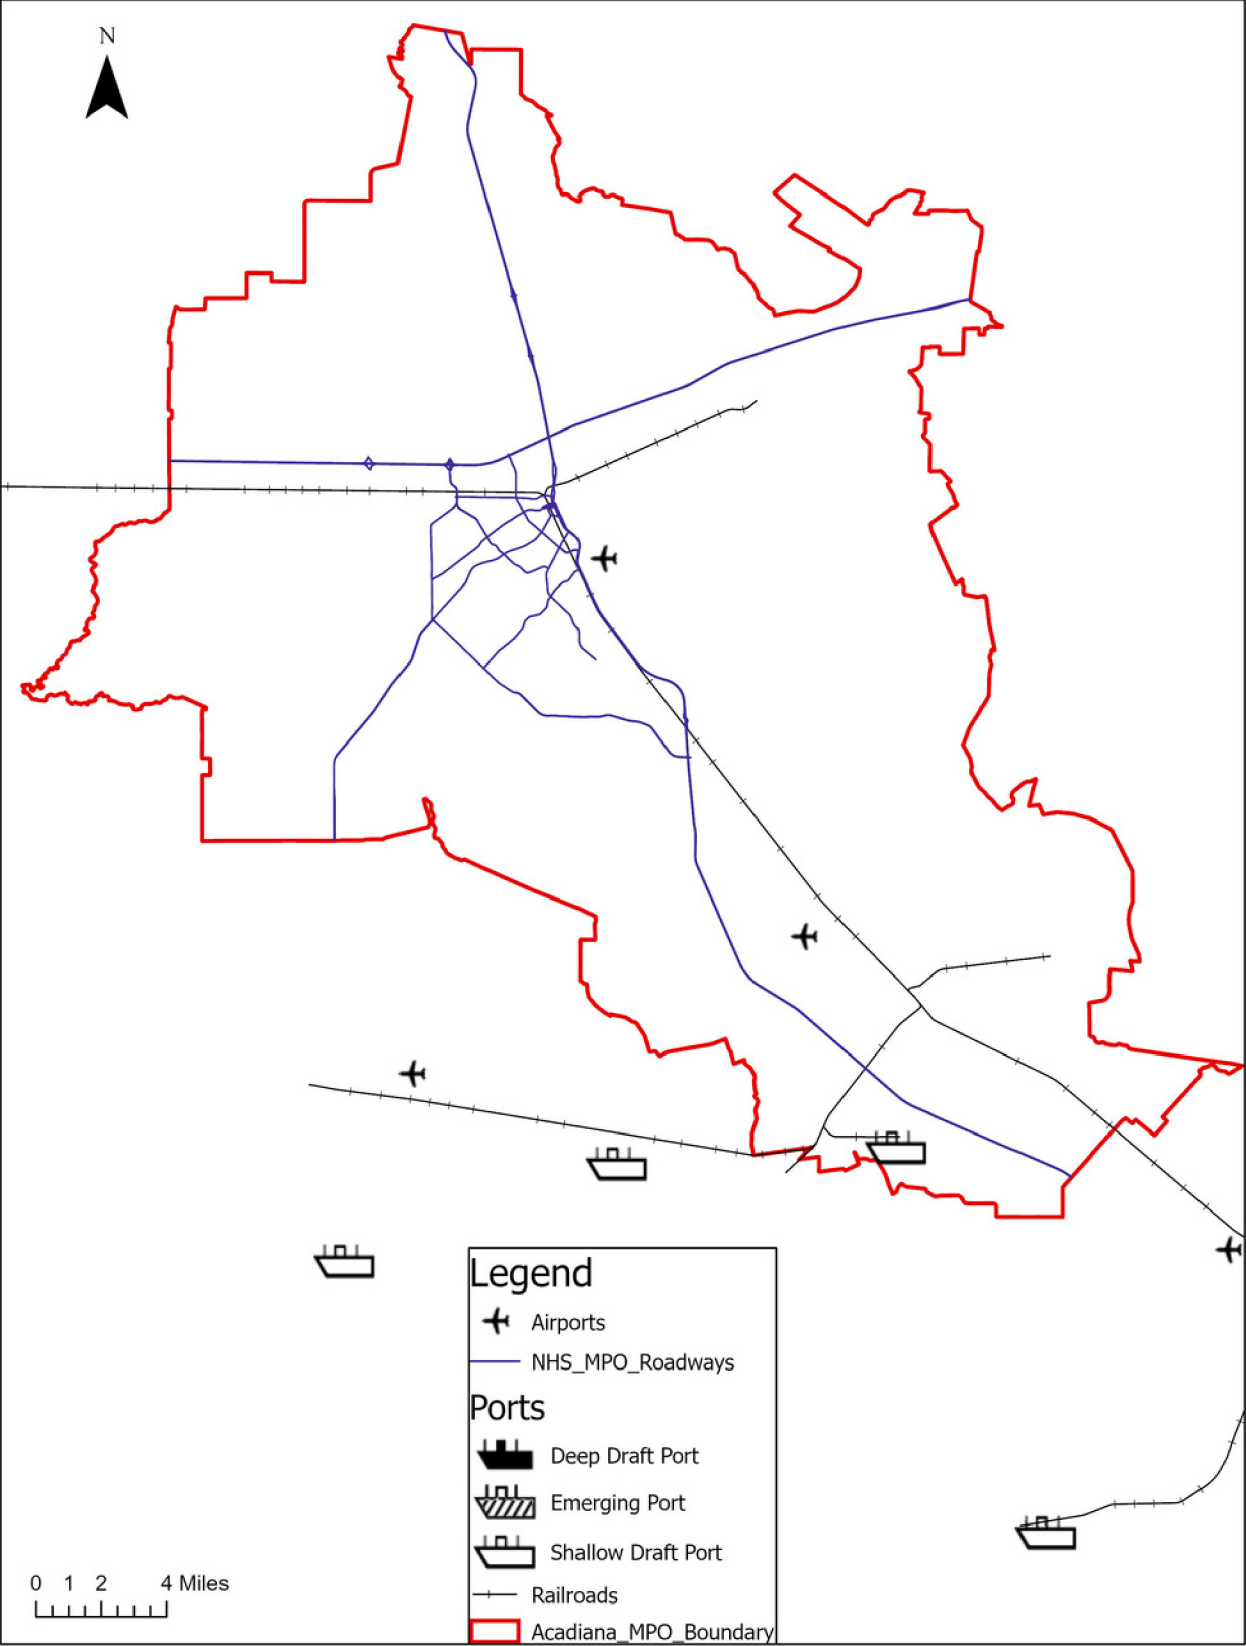 N
Legend
Airports
NHS_MPO_Roadways
Ports
Deep Draft Port
Emerging Port
Shallow Draft Port
Railroads
Acadiana_MPO_Boundary
0 1 2 4 Miles